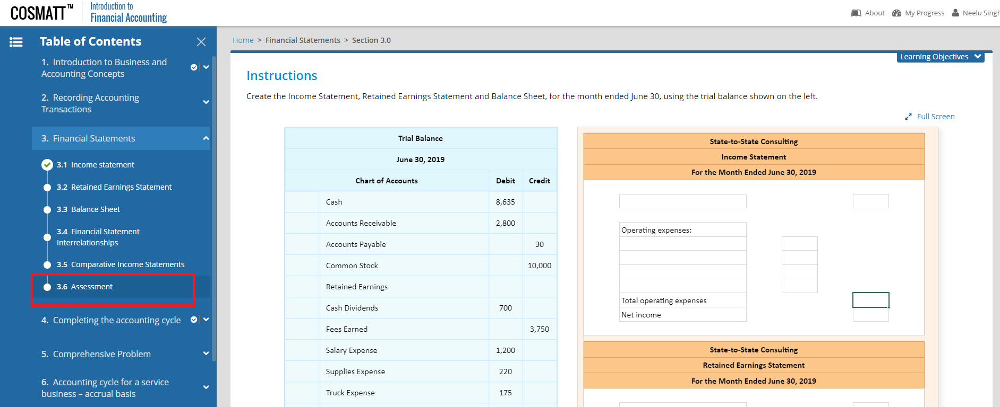 COSMATT™
Introduction to
Financial Accounting
About
My Progress
Neelu Singh
Table of Contents
1. Introduction to Business and
Accounting Concepts
2. Recording Accounting
Transactions
3. Financial Statements
3.1 Income statement
3.2 Retained Earnings Statement
3.3 Balance Sheet
3.4 Financial Statement
Interrelationships
3.5 Comparative Income Statements
3.6 Assessment
4. Completing the accounting cycle
5. Comprehensive Problem
6. Accounting cycle for a service
business – accrual basis
Home > Financial Statements > Section 3.0
Learning Objectives
Instructions
Create the Income Statement, Retained Earnings Statement and Balance Sheet, for the month ended June 30, using the trial balance shown on the left.
Full Screen
Trial Balance
June 30, 2019
Chart of Accounts Debit Credit
Cash 8,635
Accounts Receivable 2,800
Accounts Payable 30
Common Stock 10,000
Retained Earnings
Cash Dividends 700
Fees Earned 3,750
Salary Expense 1,200
Supplies Expense 220
Truck Expense 175
State-to-State Consulting
Income Statement
For the Month Ended June 30, 2019
Operating expenses:
Total operating expenses
Net income
State-to-State Consulting
Retained Earnings Statement
For the Month Ended June 30, 2019